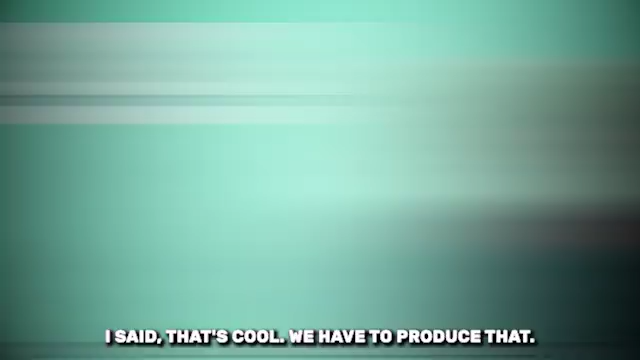 I SAID, THAT'S COOL. WE HAVE TO PRODUCE THAT.